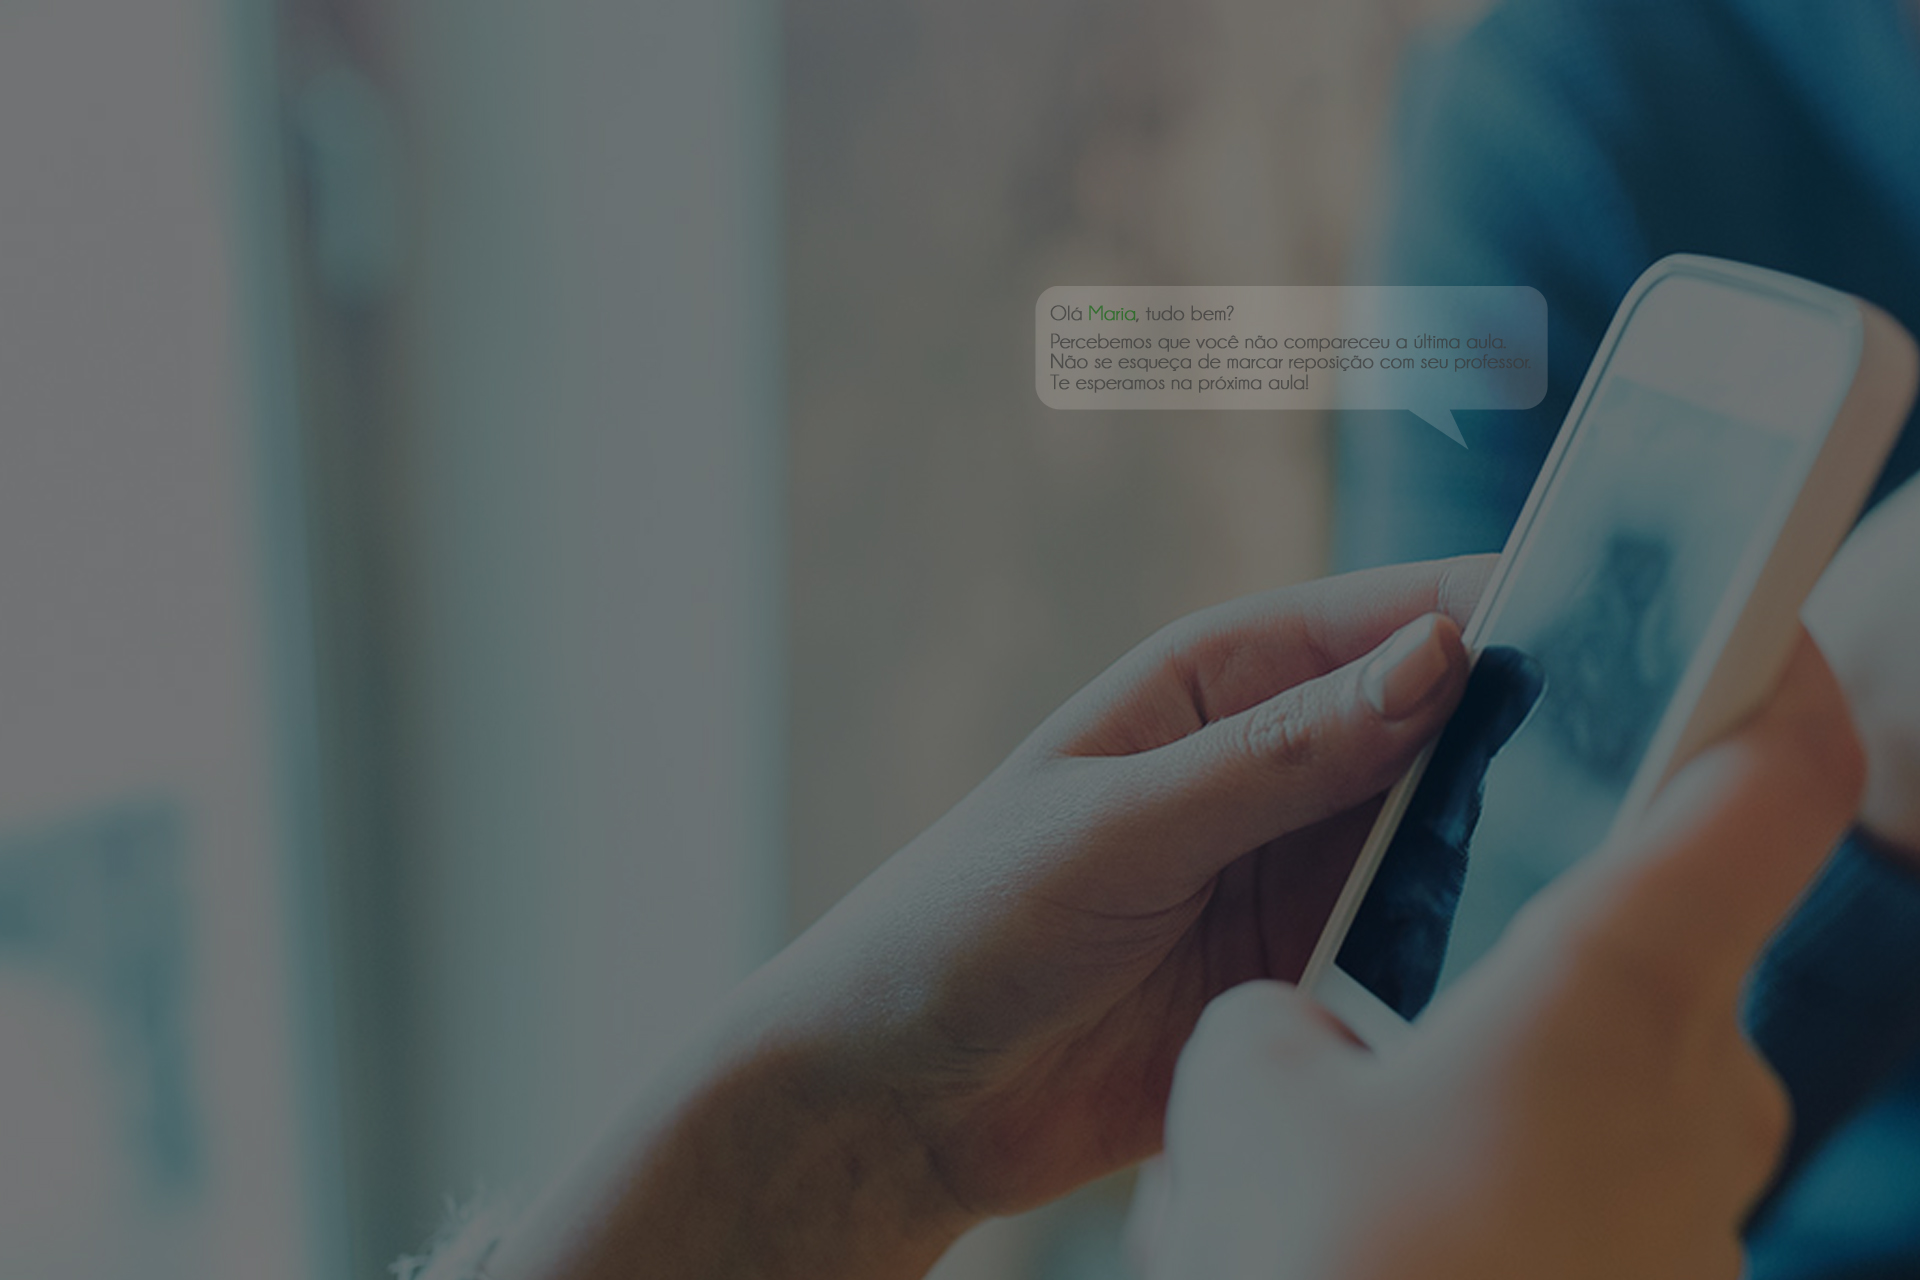 Olá Maria, tudo bem?
Percebemos que você não compareceu a última aula.
Não se esqueça de marcar reposição com seu professor.
Te esperamos na próxima aula!